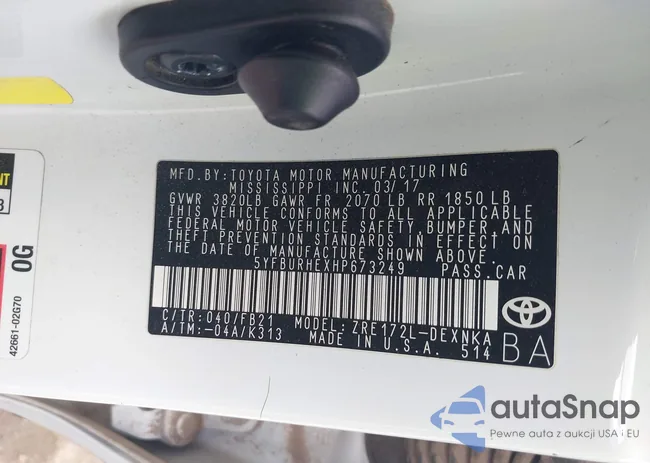 MFD.BY:TOYOTA MOTOR MANUFACTURING
MISSISSIPPI INC. 03/17
GVWR 3820LB GAWR FR 2070 LB RR 1850 LB
THIS VEHICLE CONFORMS TO ALL APPLICABLE
FEDERAL MOTOR VEHICLE SAFETY, BUMPER,AND
THEFT PREVENTION STANDARDS IN EFFECT ON
THE DATE OF MANUFACTURE SHOWN ABOVE.
5YFBURHEXHP673249 PASS.CAR
C/TR:040/FB21 MODEL:ZRE172L-DEXNKA
A/TM:-04A/K313 MADE IN U.S.A. 514
BA
NT
3
0G
42661-02G70
autaSnap
Pewne auta z aukcji USA i EU